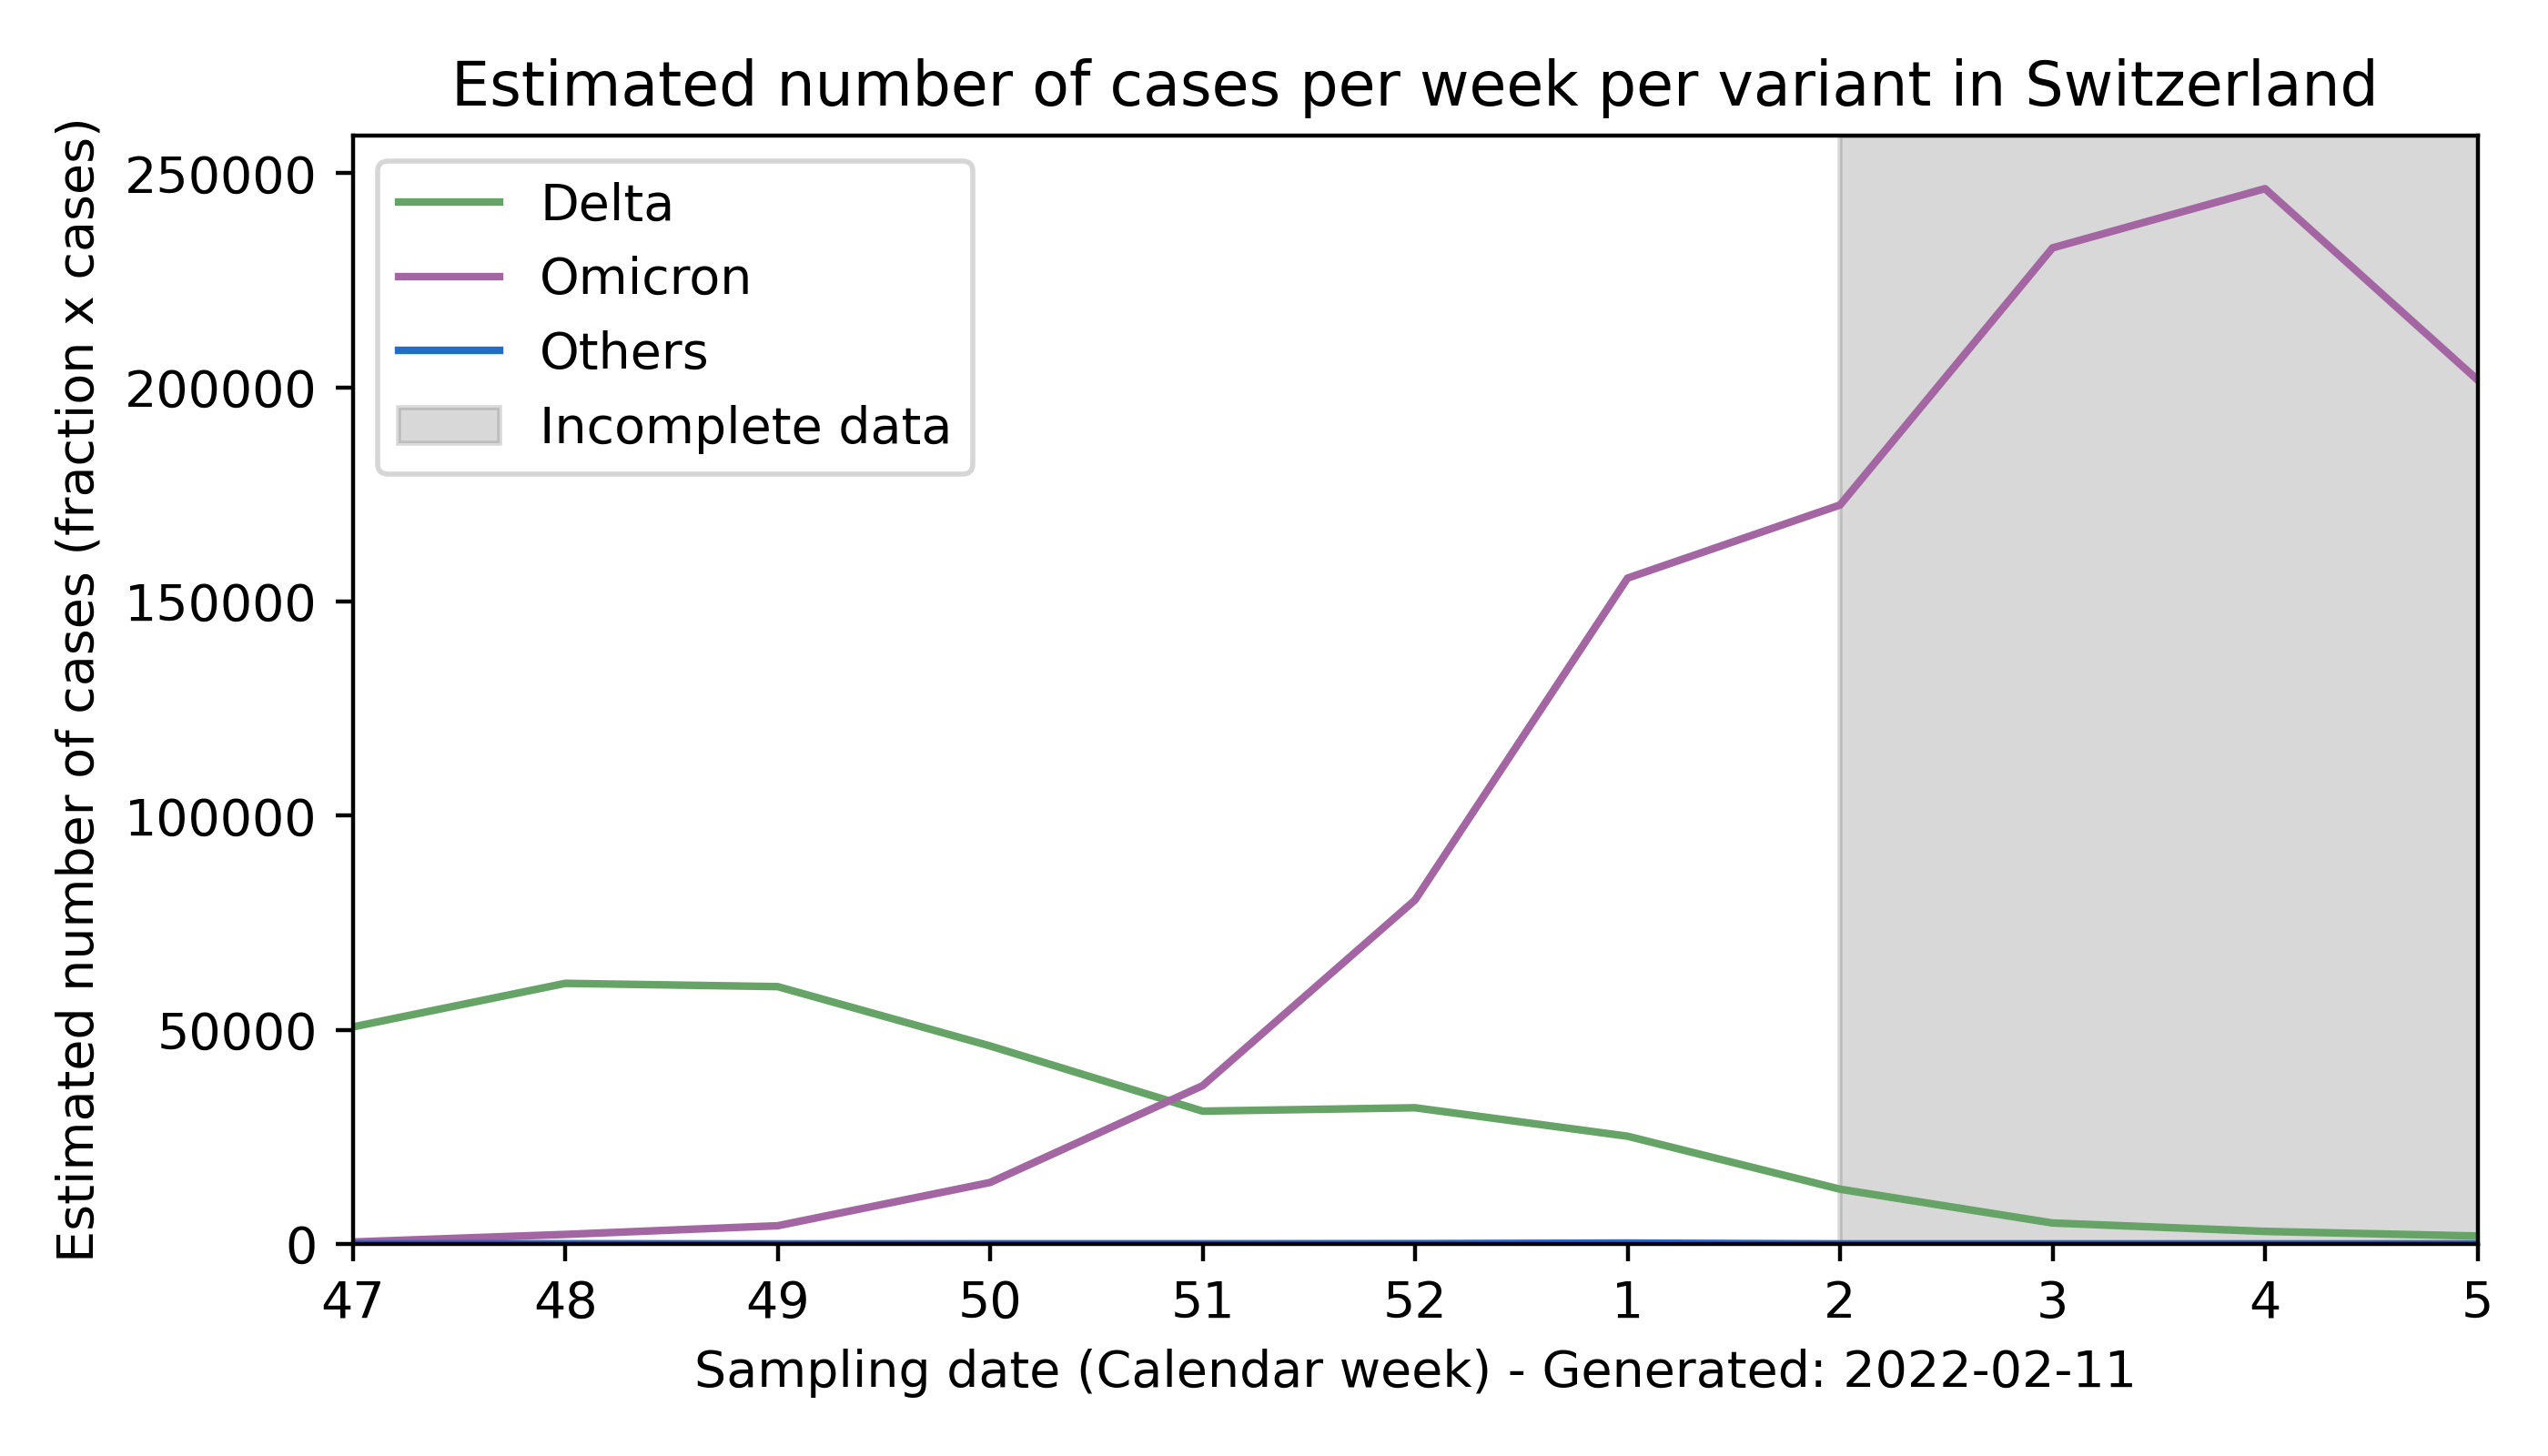 Estimated number of cases per week per variant in Switzerland
Estimated number of cases (fraction x cases)
250000
200000
150000
100000
50000
0
Delta
Omicron
Others
Incomplete data
47 48 49 50 51 52 1 2 3 4 5
Sampling date (Calendar week) - Generated: 2022-02-11